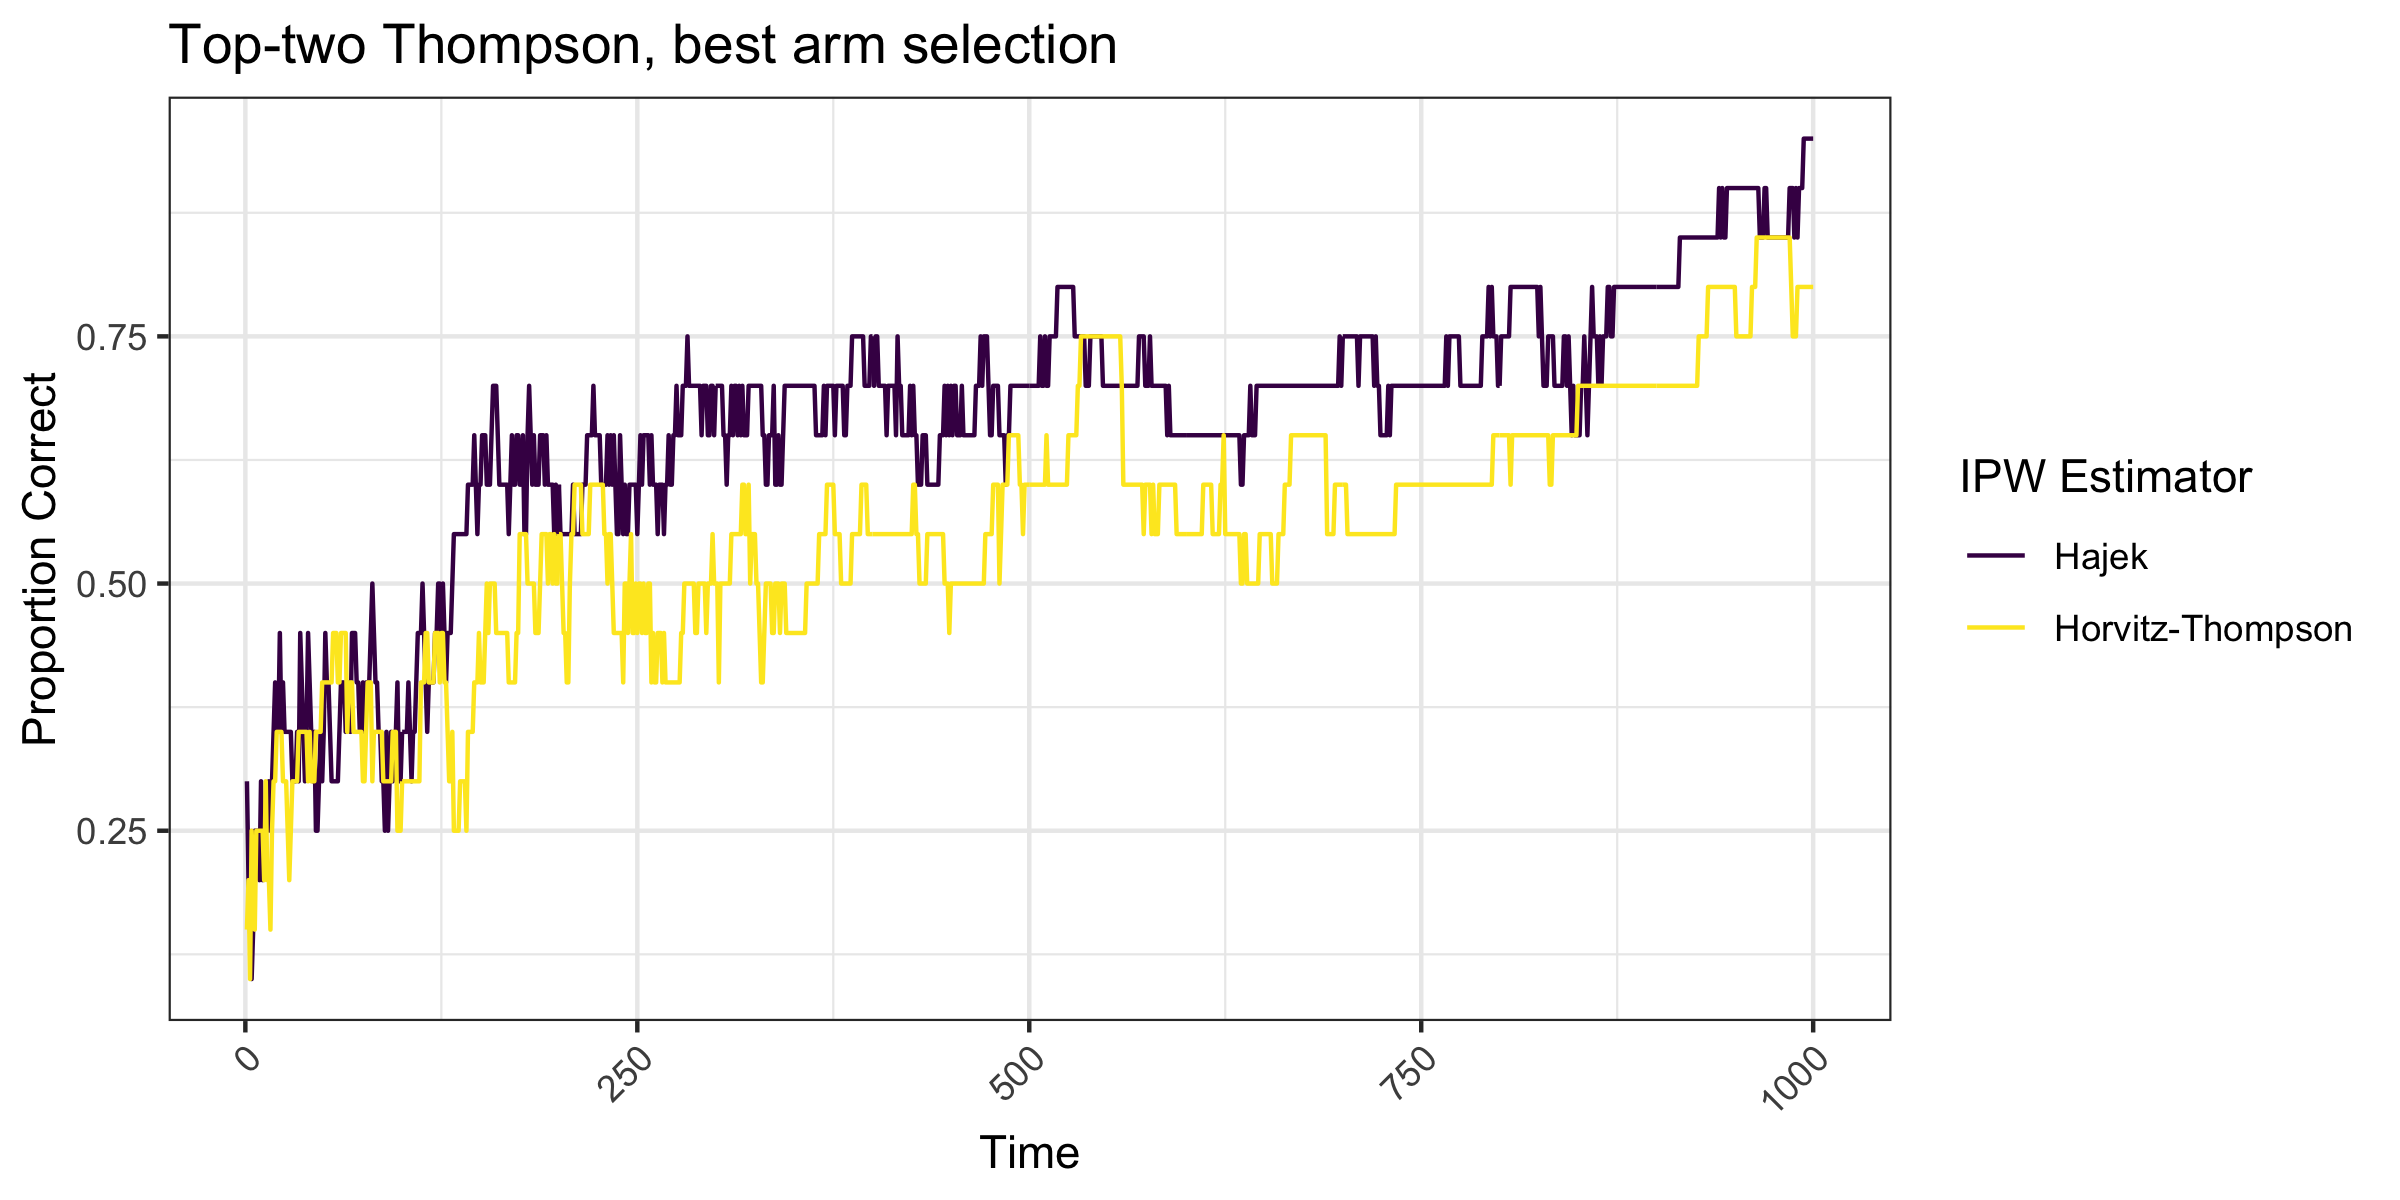 Top-two Thompson, best arm selection
Proportion Correct
0.75
0.50
0.25
0
250
500
750
1000
Time
IPW Estimator
Hajek
Horvitz-Thompson